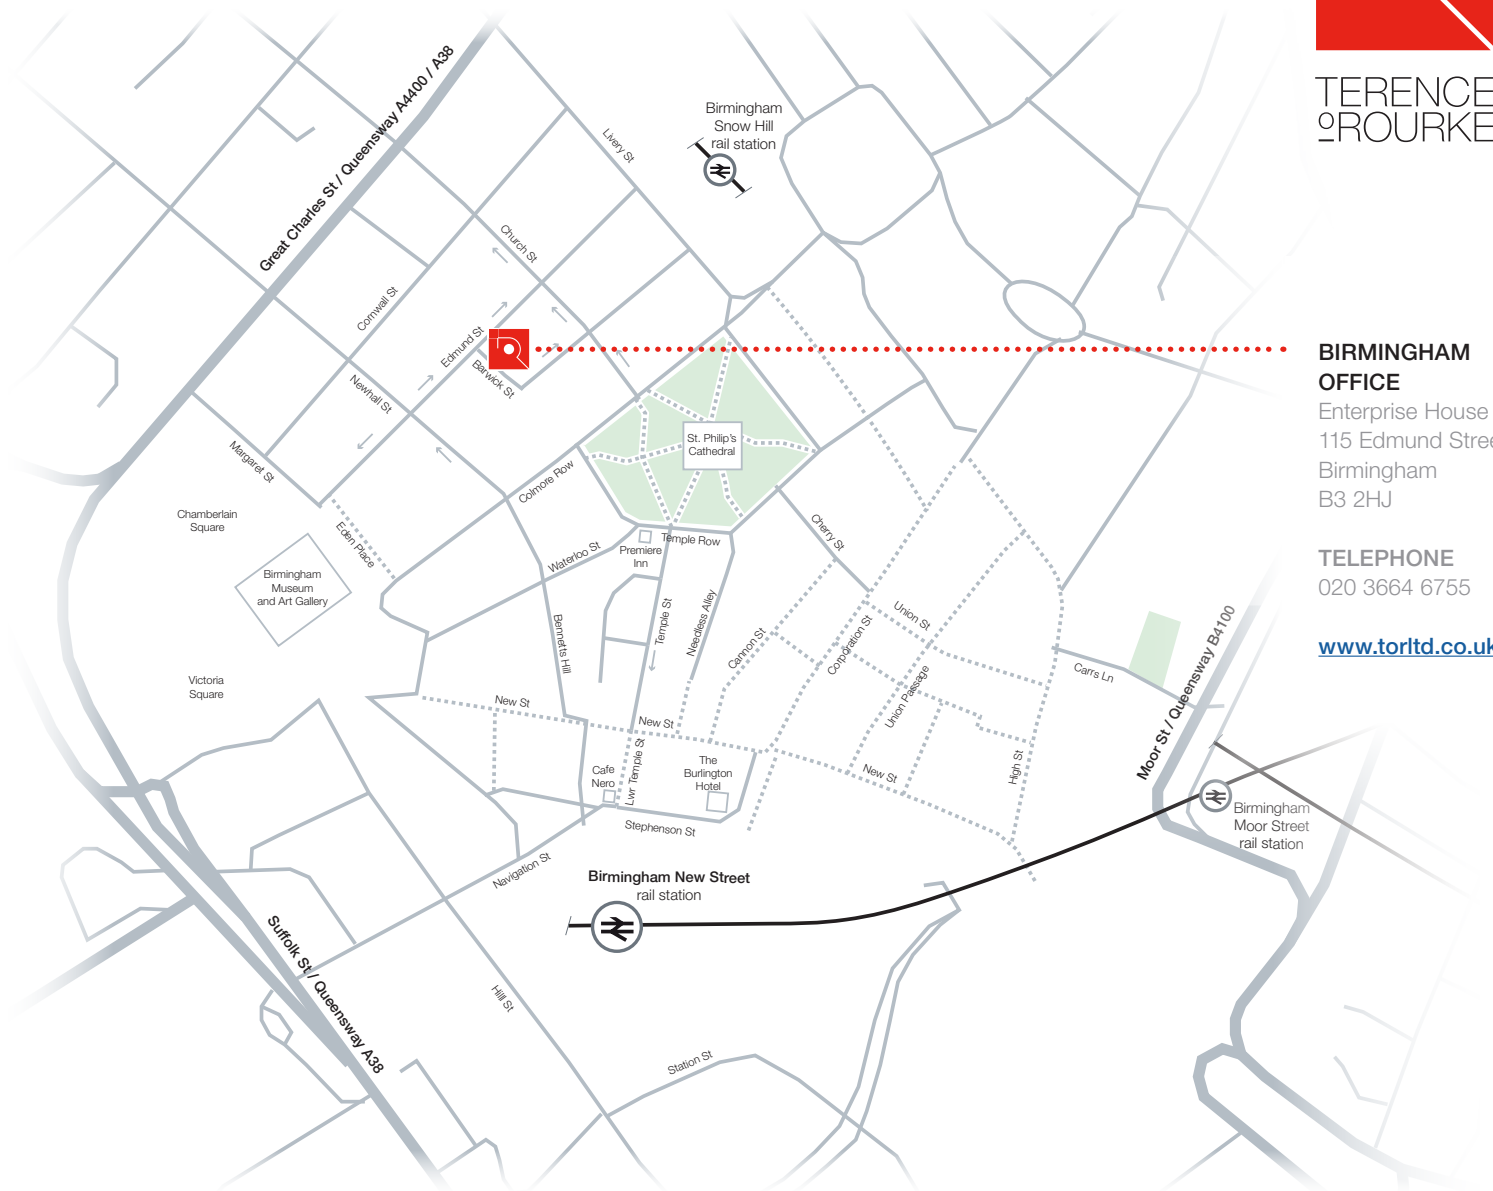 TERENCE
OROURKE
Great Charles St / Queensway A4400 / A38
Birmingham
Snow Hill
rail station
Livery St
Church St
Cornwall St
Edmund St
Barwick St
Newhall St
Margaret St
BIRMINGHAM
OFFICE
Enterprise House
115 Edmund Stree
Birmingham
B3 2HJ
TELEPHONE
020 3664 6755
www.torltd.co.uk
St. Philip's
Cathedral
Colmore Row
Chamberlain
Square
Eden Place
Cherry St
Temple Row
Premiere
Inn
Waterloo St
Birmingham
Museum
and Art Gallery
Bennetts Hill
Temple St
Needless Alley
Cannon St
Corporation St
Union St
Union Passage
Carrs Ln
Moor St / Queensway B4100
Victoria
Square
New St
New St
New St
High St
Cafe
Nero
Lwr Temple St
The
Burlington
Hotel
Stephenson St
Birmingham
Moor Street
rail station
Navigation St
Birmingham New Street
rail station
Suffolk St / Queensway A38
Hill St
Station St